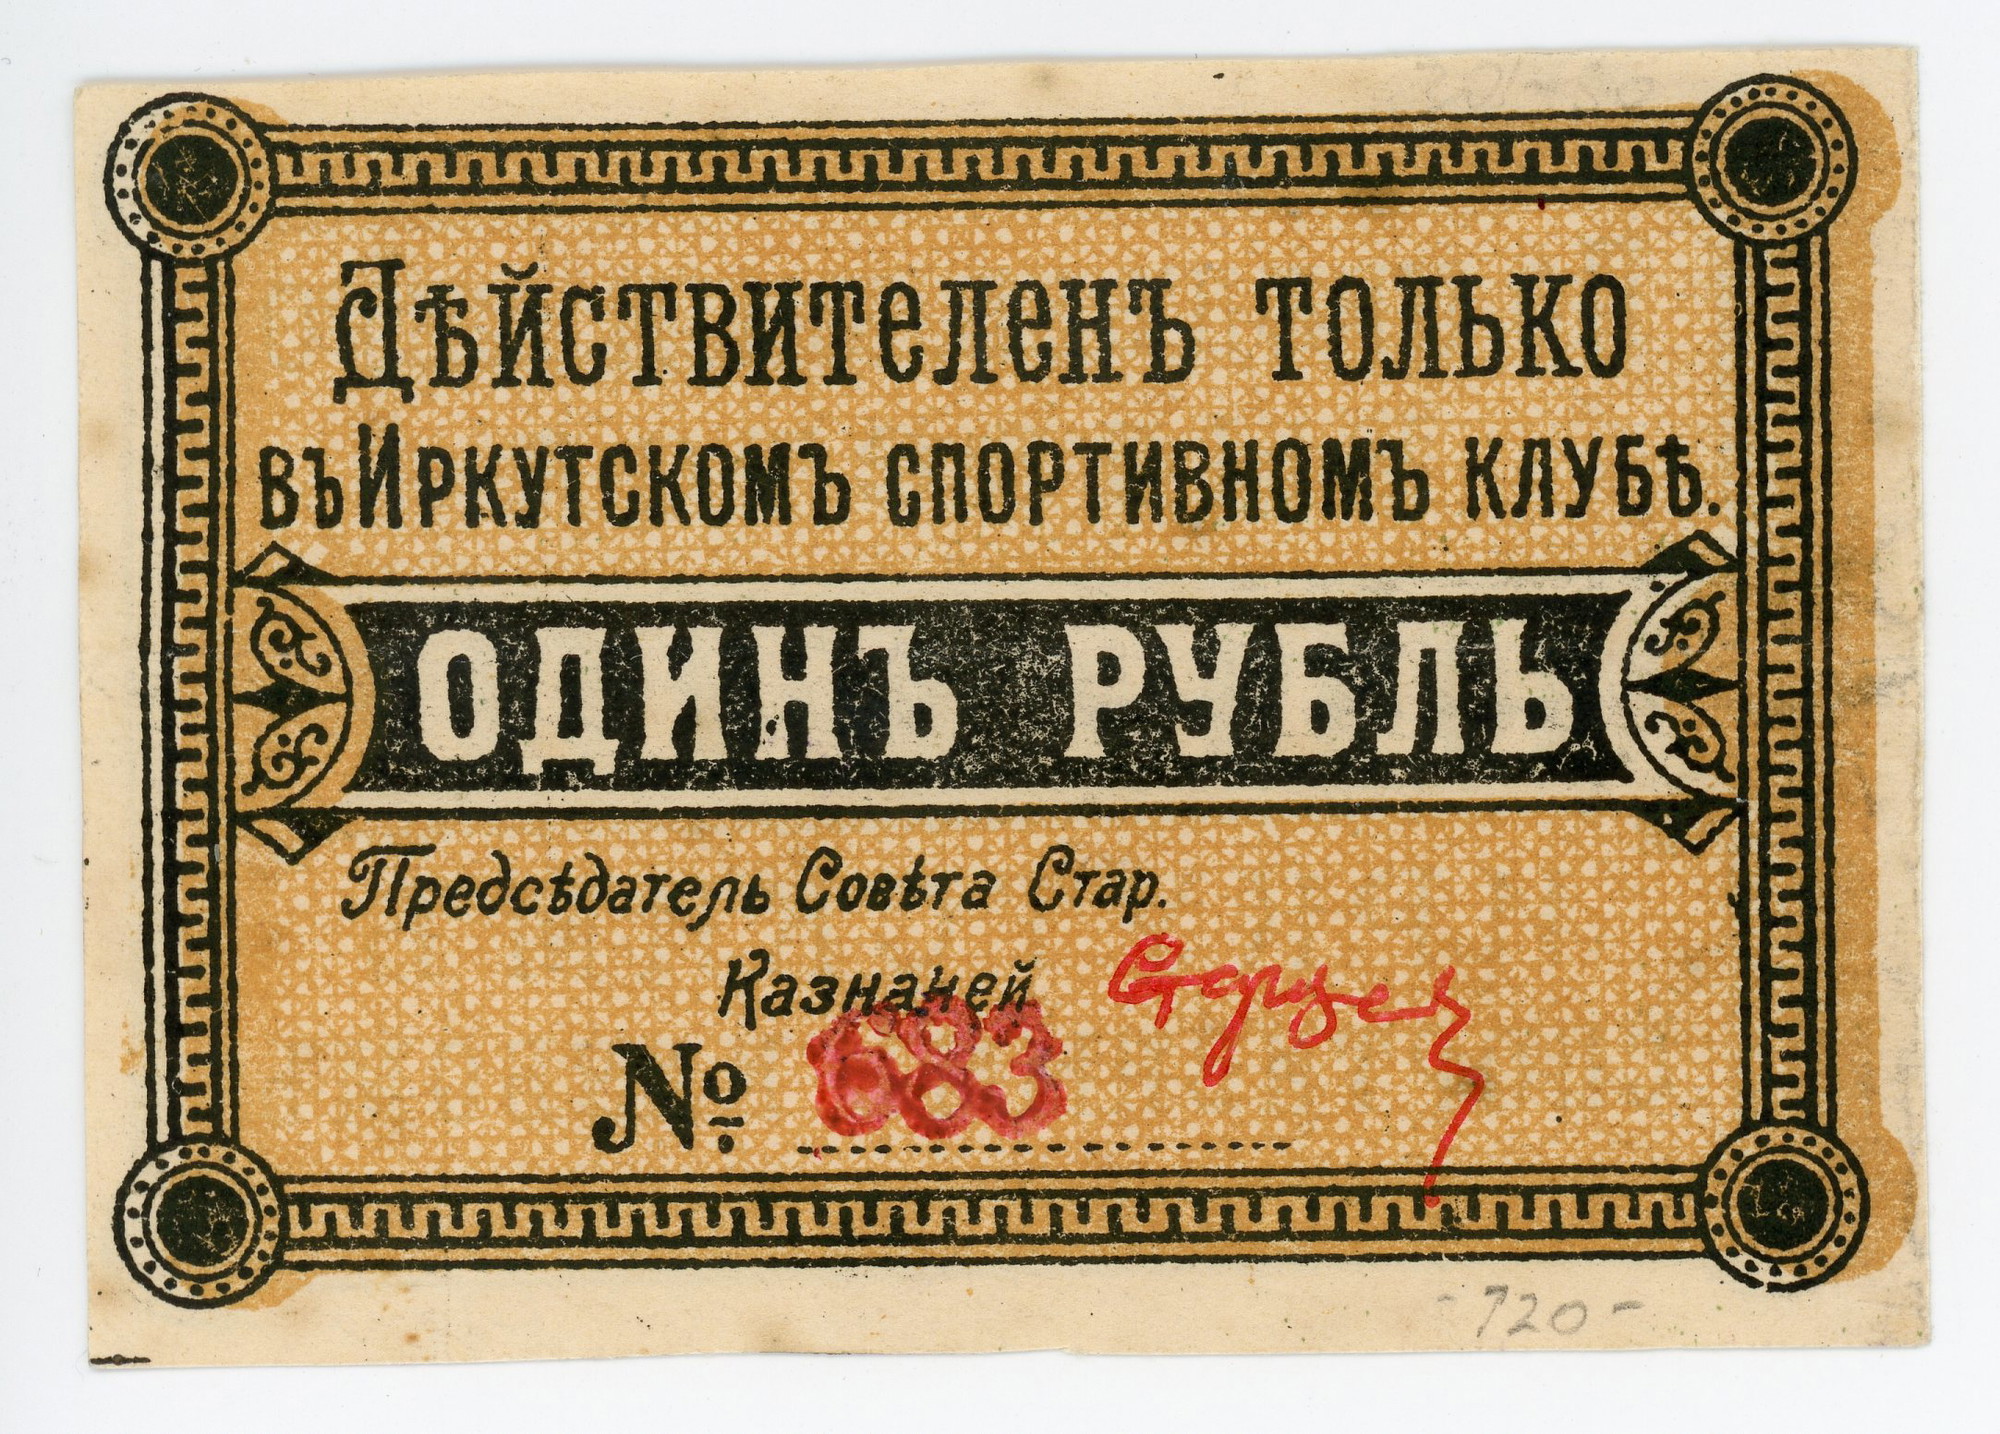 Дѣйствителенъ только
въ Иркутскомъ спортивномъ клубѣ.
ОДИНЪ РУБЛЬ
Предсѣдатель Совѣта Стар.
Казначей
№ 683
- 720 -